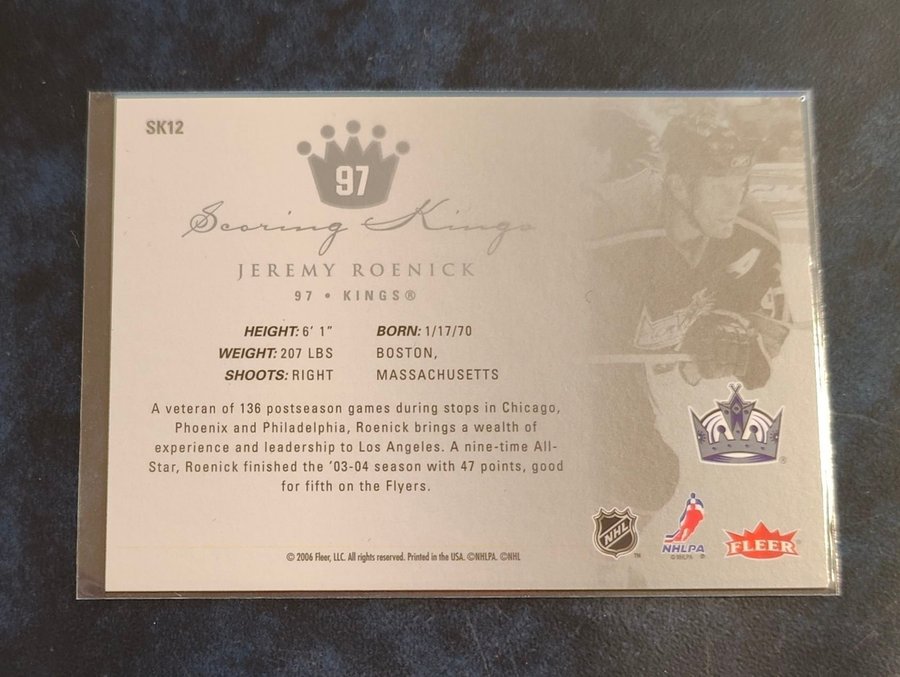 SK12
97
Scoring Kings
JEREMY ROENICK
97 • KINGS®
HEIGHT: 6' 1" BORN: 1/17/70
WEIGHT: 207 LBS BOSTON,
SHOOTS: RIGHT MASSACHUSETTS
A veteran of 136 postseason games during stops in Chicago,
Phoenix and Philadelphia, Roenick brings a wealth of
experience and leadership to Los Angeles. A nine-time All-
Star, Roenick finished the '03-04 season with 47 points, good
for fifth on the Flyers.
®
NHL ™
NHLPA ®
© NHLPA
FLEER ®
© 2006 Fleer, LLC. All rights reserved. Printed in the USA. ©NHLPA. ©NHL